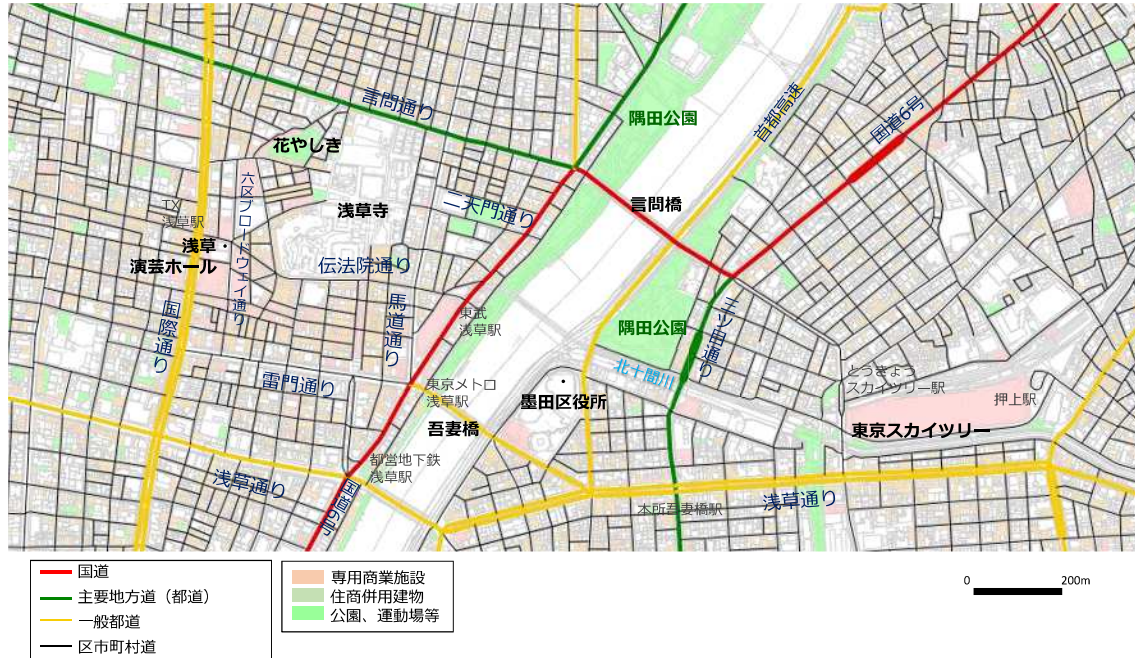 言問通り
隅田公園
首都高速
国道6号
花やしき
六区ブロードウェイ通り
浅草寺
二天門通り
言問橋
TX
浅草駅
浅草・
演芸ホール
伝法院通り
馬道通り
東武
浅草駅
国際通り
隅田公園
三ツ目通り
雷門通り
東京メトロ
浅草駅
北十間川
とうきょう
スカイツリー駅
押上駅
墨田区役所
吾妻橋
東京スカイツリー
都営地下鉄
浅草駅
浅草通り
国道6号
本所吾妻橋駅
浅草通り
国道
主要地方道（都道）
一般都道
区市町村道
専用商業施設
住商併用建物
公園、運動場等
0 200m